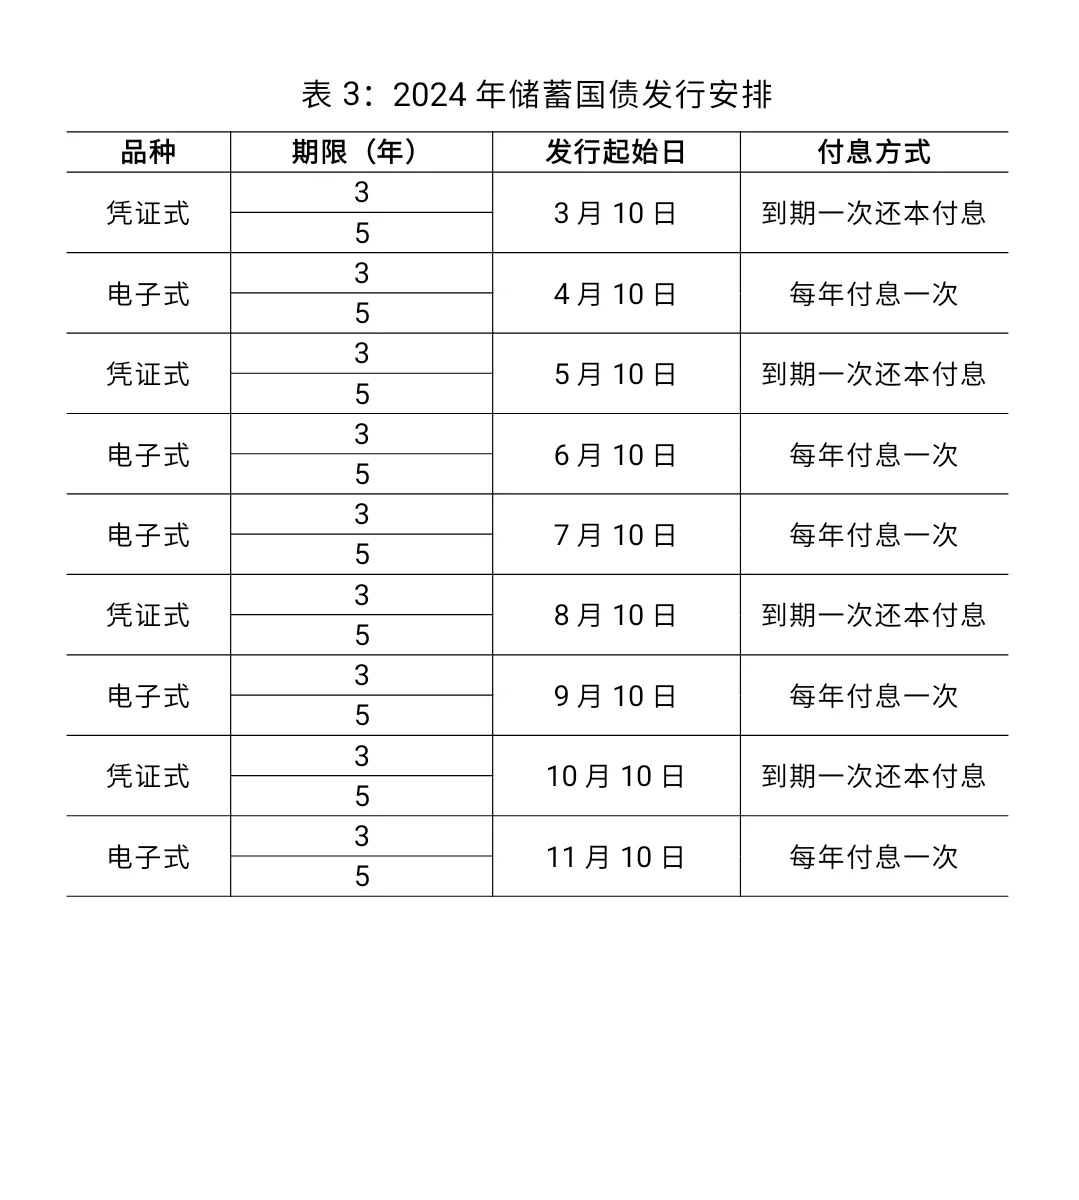 表 3：2024 年储蓄国债发行安排
品种 期限（年） 发行起始日 付息方式
凭证式 3 3 月 10 日 到期一次还本付息
5
电子式 3 4 月 10 日 每年付息一次
5
凭证式 3 5 月 10 日 到期一次还本付息
5
电子式 3 6 月 10 日 每年付息一次
5
电子式 3 7 月 10 日 每年付息一次
5
凭证式 3 8 月 10 日 到期一次还本付息
5
电子式 3 9 月 10 日 每年付息一次
5
凭证式 3 10 月 10 日 到期一次还本付息
5
电子式 3 11 月 10 日 每年付息一次
5